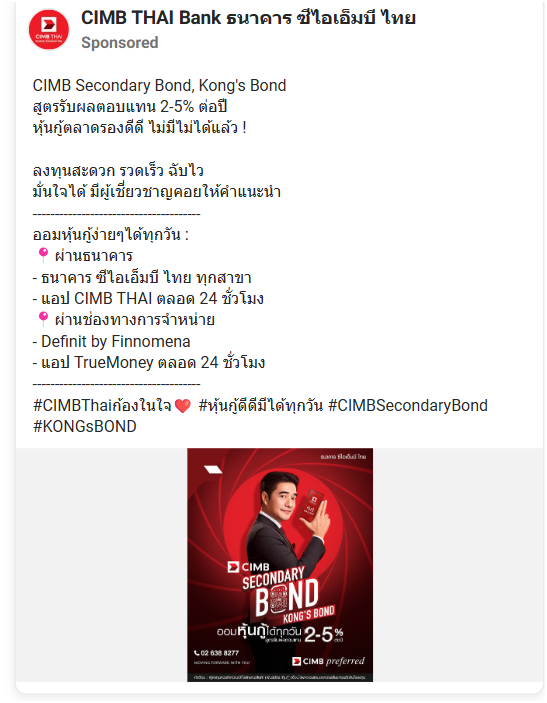 CIMB THAI
CIMB THAI Bank ธนาคาร ซีไอเอ็มบี ไทย
Sponsored
CIMB Secondary Bond, Kong's Bond
สูตรรับผลตอบแทน 2-5% ต่อปี
หุ้นกู้ตลาดรองดีดี ไม่มีไม่ได้แล้ว !
ลงทุนสะดวก รวดเร็ว ฉับไว
มั่นใจได้ มีผู้เชี่ยวชาญคอยให้คำแนะนำ
--------------------------------------
ออมหุ้นกู้ง่ายๆได้ทุกวัน :
📍ผ่านธนาคาร
- ธนาคาร ซีไอเอ็มบี ไทย ทุกสาขา
- แอป CIMB THAI ตลอด 24 ชั่วโมง
📍ผ่านช่องทางการจำหน่าย
- Definit by Finnomena
- แอป TrueMoney ตลอด 24 ชั่วโมง
--------------------------------------
#CIMBThaiก้องในใจ💖 #หุ้นกู้ดีดีมีได้ทุกวัน #CIMBSecondaryBond
#KONGsBOND
ธนาคาร ซีไอเอ็มบี ไทย
CIMB
SECONDARY
BOND
KONG'S BOND
ออมหุ้นกู้ได้ทุกวัน
2-5%
ต่อปี
02 638 8277
MOVING FORWARD WITH YOU
CIMB preferred